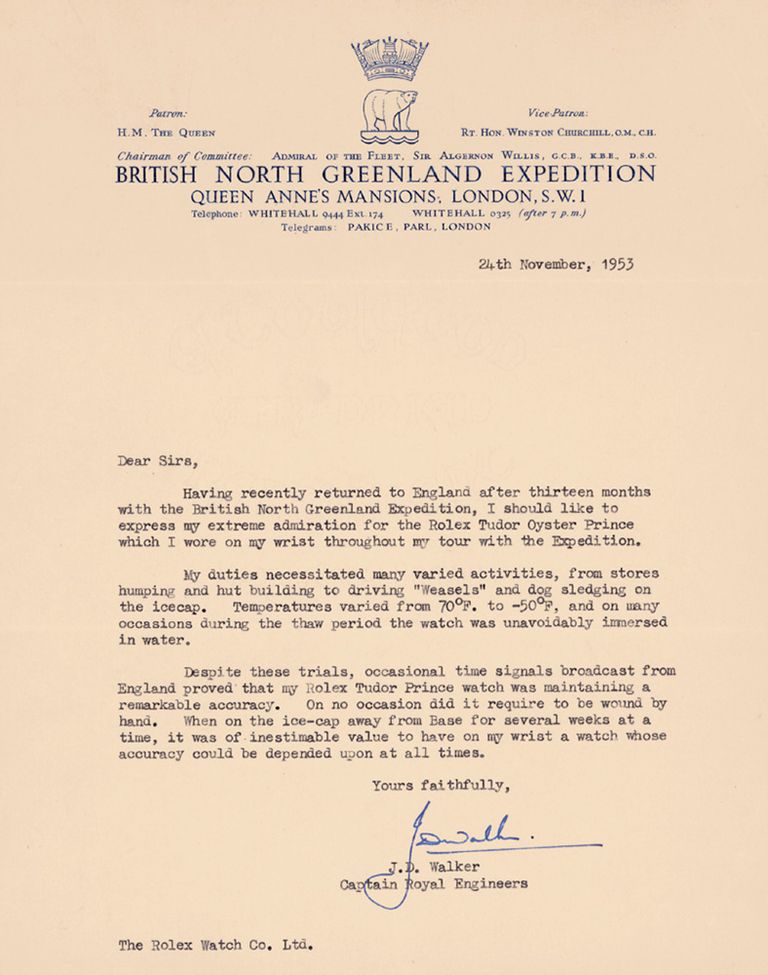 Patron:
H.M. The Queen
Vice-Patron:
Rt. Hon. Winston Churchill, O.M., C.H.
Chairman of Committee: Admiral of the Fleet, Sir Algernon Willis, G.C.B., K.B.E., D.S.O.
BRITISH NORTH GREENLAND EXPEDITION
QUEEN ANNE'S MANSIONS, LONDON, S.W.1
Telephone: WHITEHALL 9444 Ext. 174 WHITEHALL 0325 (after 7 p.m.)
Telegrams: PAKICE, PARL, LONDON
24th November, 1953
Dear Sirs,
Having recently returned to England after thirteen months
with the British North Greenland Expedition, I should like to
express my extreme admiration for the Rolex Tudor Oyster Prince
which I wore on my wrist throughout my tour with the Expedition.
My duties necessitated many varied activities, from stores
humping and hut building to driving "Weasels" and dog sledging on
the icecap. Temperatures varied from 70°F. to -50°F, and on many
occasions during the thaw period the watch was unavoidably immersed
in water.
Despite these trials, occasional time signals broadcast from
England proved that my Rolex Tudor Prince watch was maintaining a
remarkable accuracy. On no occasion did it require to be wound by
hand. When on the ice-cap away from Base for several weeks at a
time, it was of inestimable value to have on my wrist a watch whose
accuracy could be depended upon at all times.
Yours faithfully,
JDWalker.
J.D. Walker
Captain Royal Engineers
The Rolex Watch Co. Ltd.